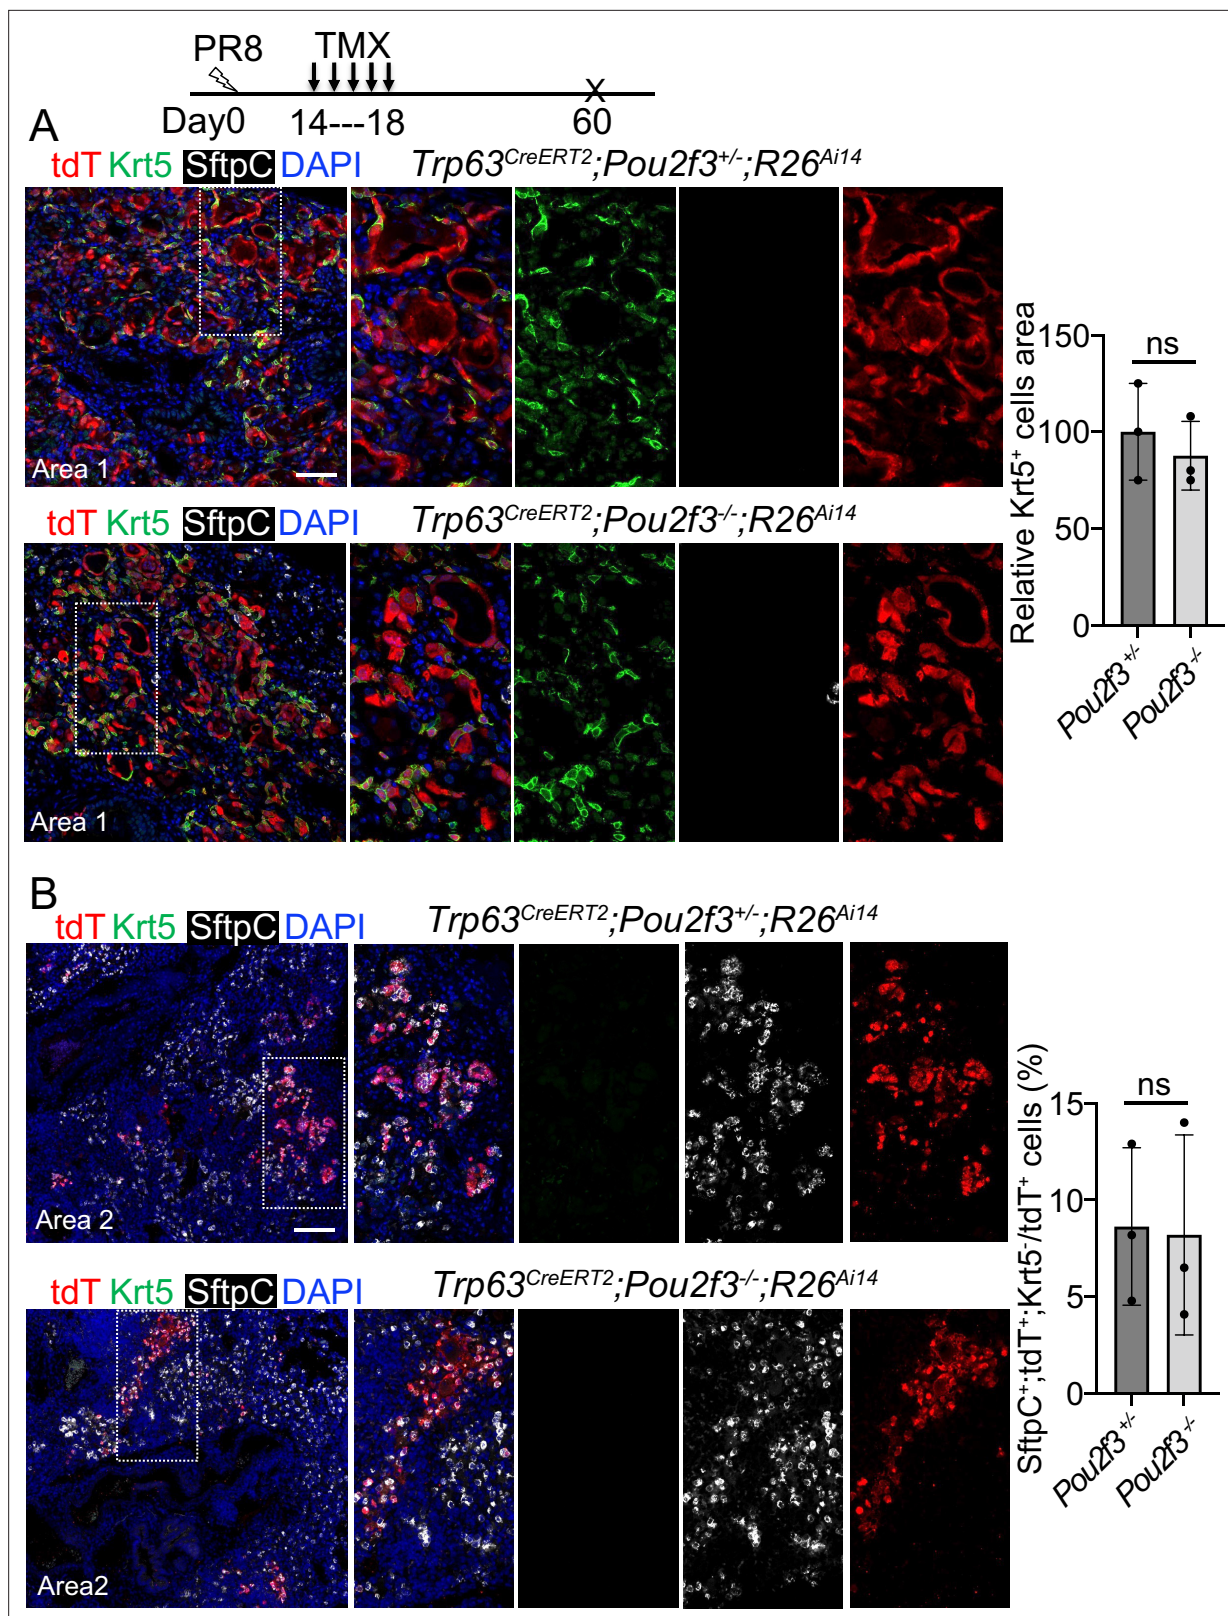 PR8 TMX
Day0 14---18 60
X
A
tdT Krt5 SftpC DAPI Trp63CreERT2;Pou2f3+/-;R26Ai14
Area 1
tdT Krt5 SftpC DAPI Trp63CreERT2;Pou2f3-/-;R26Ai14
Area 1
Relative Krt5+ cells area
150
100
50
0
ns
Pou2f3+/-
Pou2f3-/-
B
tdT Krt5 SftpC DAPI Trp63CreERT2;Pou2f3+/-;R26Ai14
Area 2
tdT Krt5 SftpC DAPI Trp63CreERT2;Pou2f3-/-;R26Ai14
Area2
SftpC+;tdT+;Krt5-/tdT+ cells (%)
15
10
5
0
ns
Pou2f3+/-
Pou2f3-/-